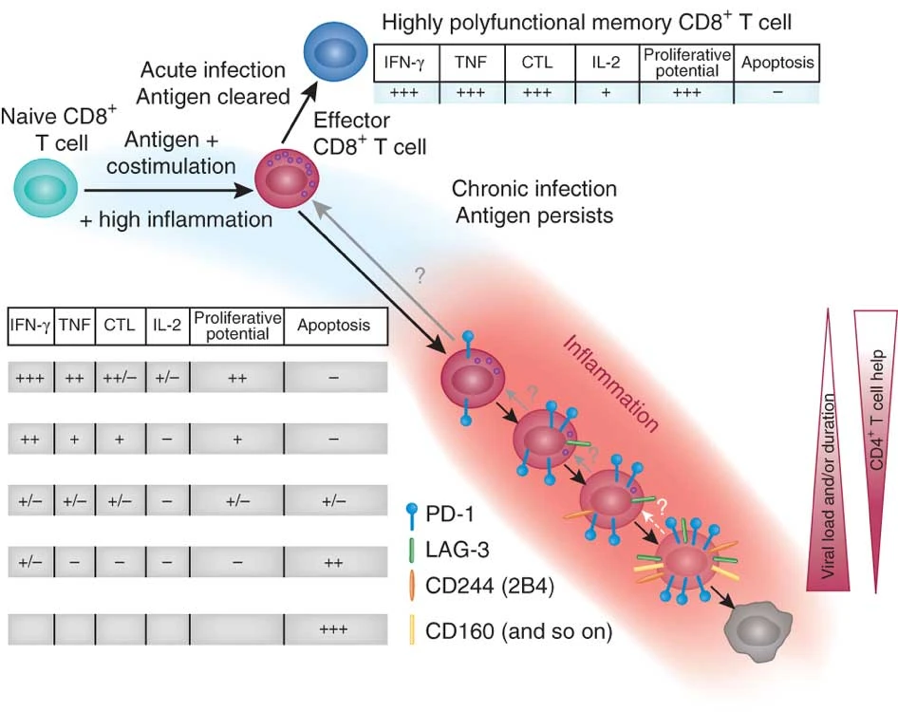 Highly polyfunctional memory CD8+ T cell
IFN-γ TNF CTL IL-2 Proliferative potential Apoptosis
+++ +++ +++ + +++ –
Acute infection
Antigen cleared
Naive CD8+
T cell
Antigen +
costimulation
+ high inflammation
Effector
CD8+ T cell
Chronic infection
Antigen persists
?
IFN-γ TNF CTL IL-2 Proliferative potential Apoptosis
+++ ++ ++/– +/– ++ –
++ + + – + –
+/– +/– +/– – +/– +/–
+/– – – – – ++
+++
Inflammation
?
?
?
PD-1
LAG-3
CD244 (2B4)
CD160 (and so on)
Viral load and/or duration
CD4+ T cell help